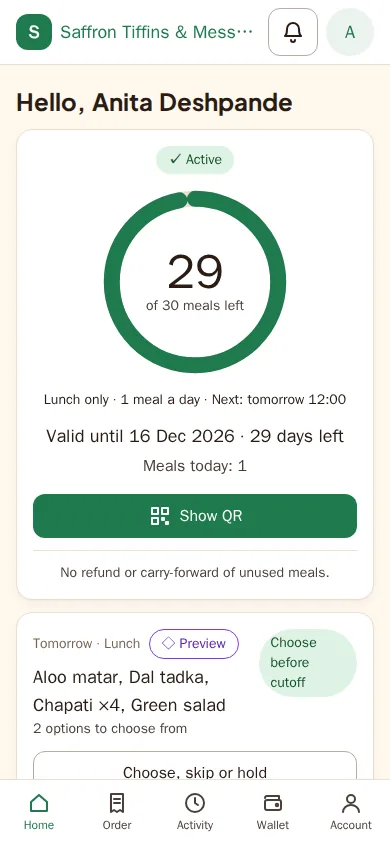 S Saffron Tiffins & Mess··· A
Hello, Anita Deshpande
✓ Active
29
of 30 meals left
Lunch only · 1 meal a day · Next: tomorrow 12:00
Valid until 16 Dec 2026 · 29 days left
Meals today: 1
Show QR
No refund or carry-forward of unused meals.
Tomorrow · Lunch ◇ Preview
Choose
before
cutoff
Aloo matar, Dal tadka,
Chapati ×4, Green salad
2 options to choose from
Choose, skip or hold
Home Order Activity Wallet Account